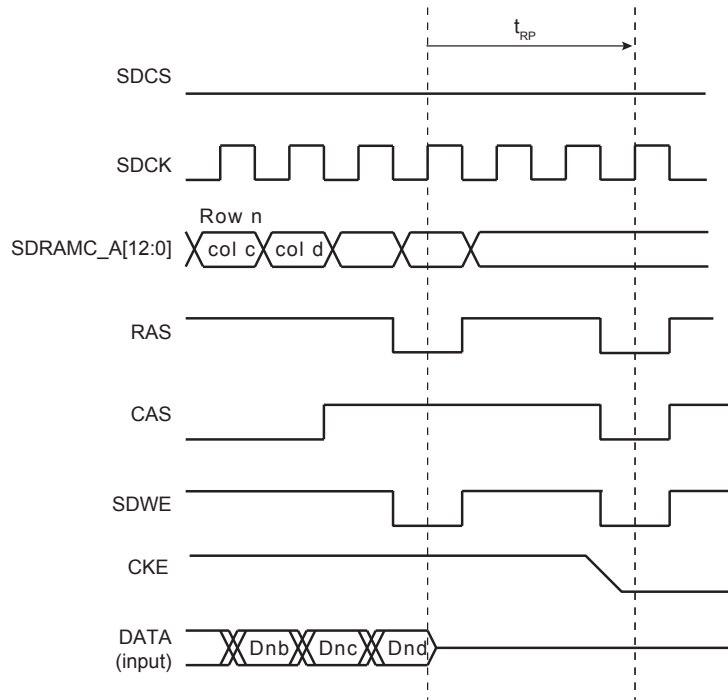 t_RP
SDCS
SDCK
Row n
SDRAMC_A[12:0]
col c col d
RAS
CAS
SDWE
CKE
DATA
(input)
Dnb Dnc Dnd